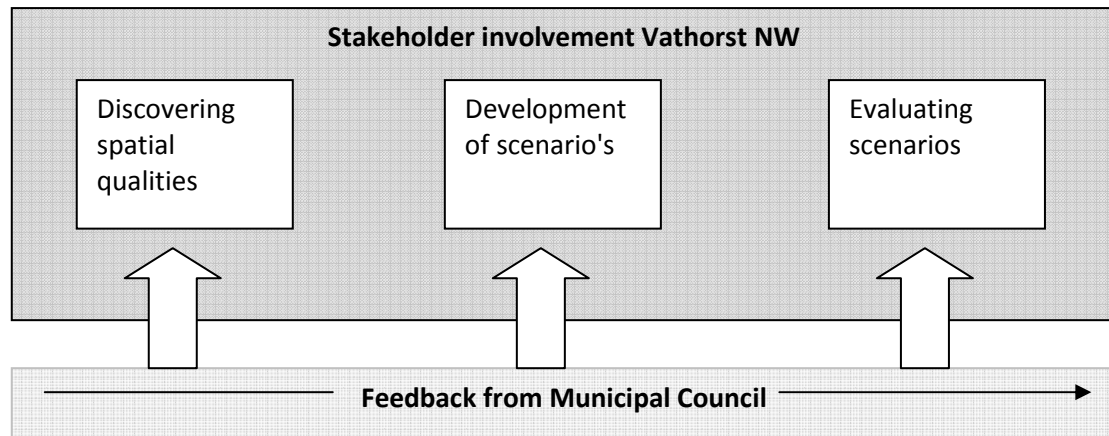 Stakeholder involvement Vathorst NW
Discovering
spatial
qualities
Development
of scenario's
Evaluating
scenarios
Feedback from Municipal Council